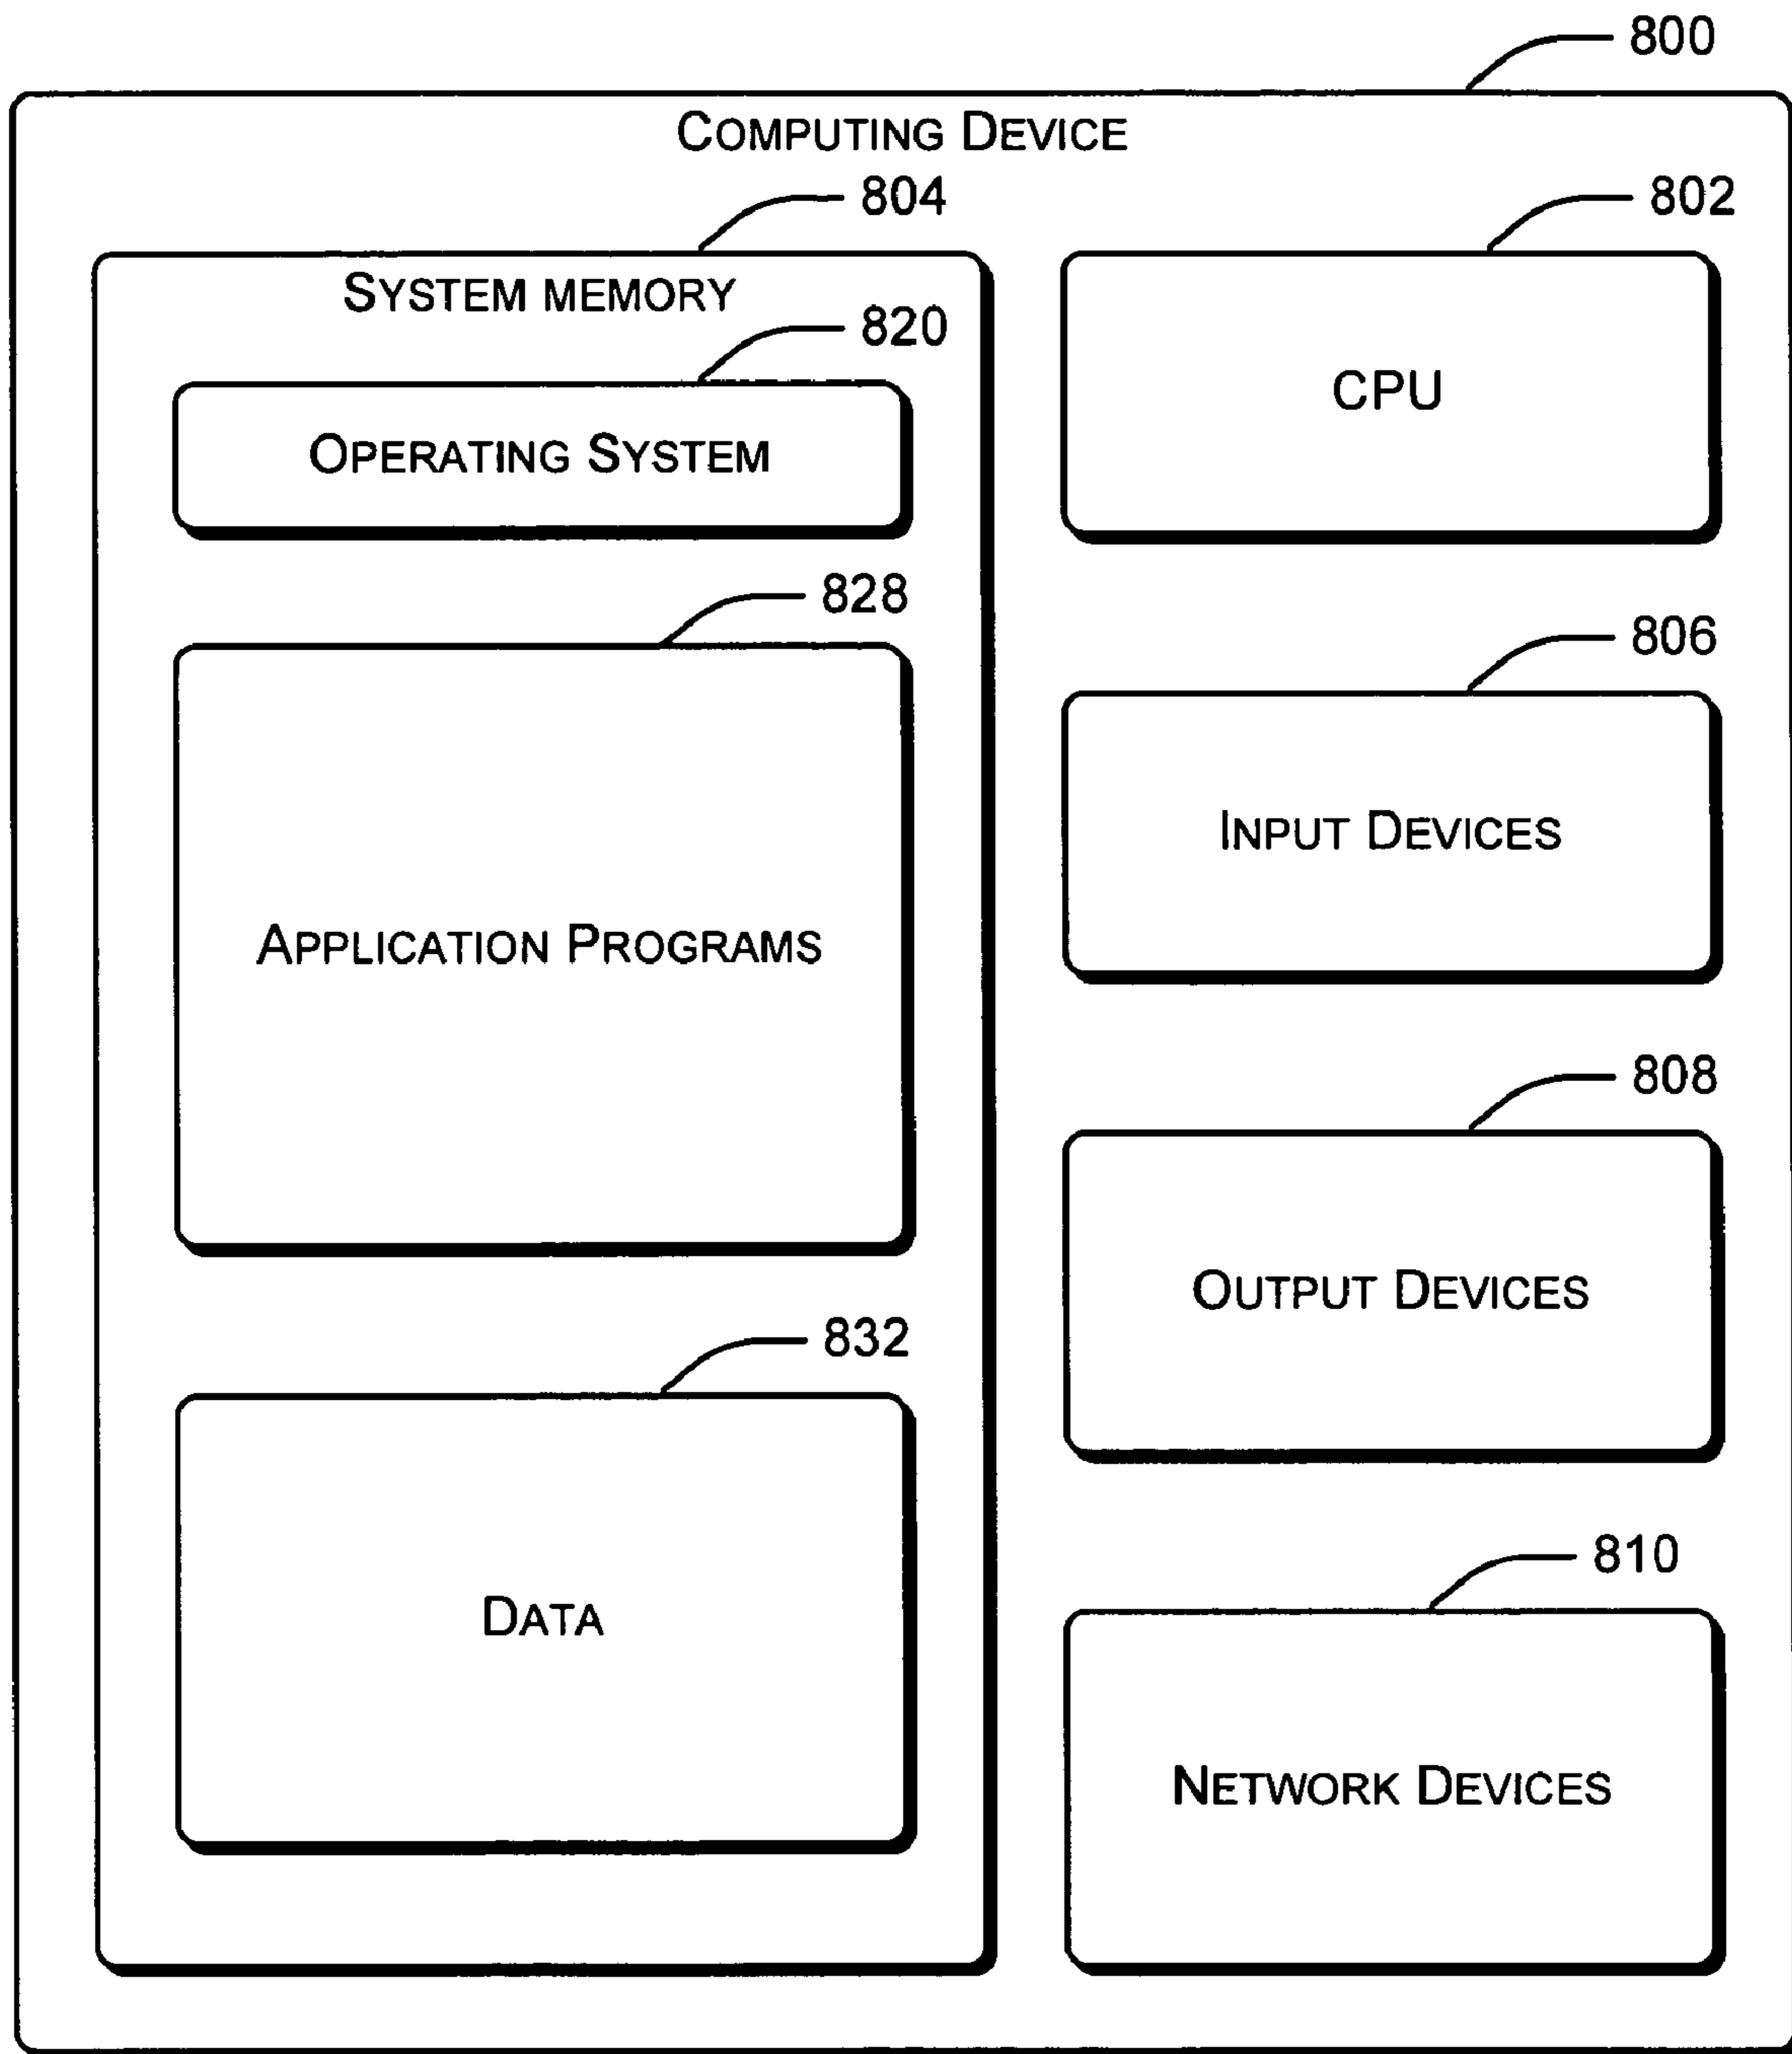 800
COMPUTING DEVICE
804
802
SYSTEM MEMORY
820
OPERATING SYSTEM
CPU
828
APPLICATION PROGRAMS
806
INPUT DEVICES
808
OUTPUT DEVICES
832
DATA
810
NETWORK DEVICES